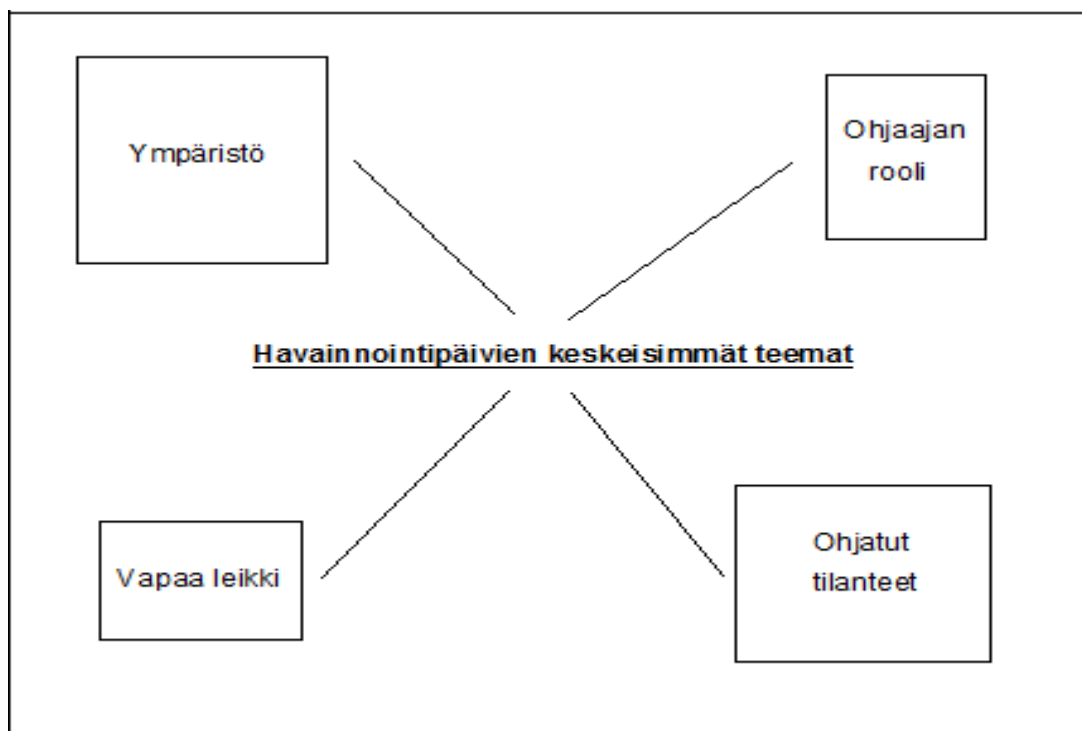 Ympäristö
Ohjaajan
rooli
Havainnointipäivien keskeisimmät teemat
Vapaa leikki
Ohjatut
tilanteet